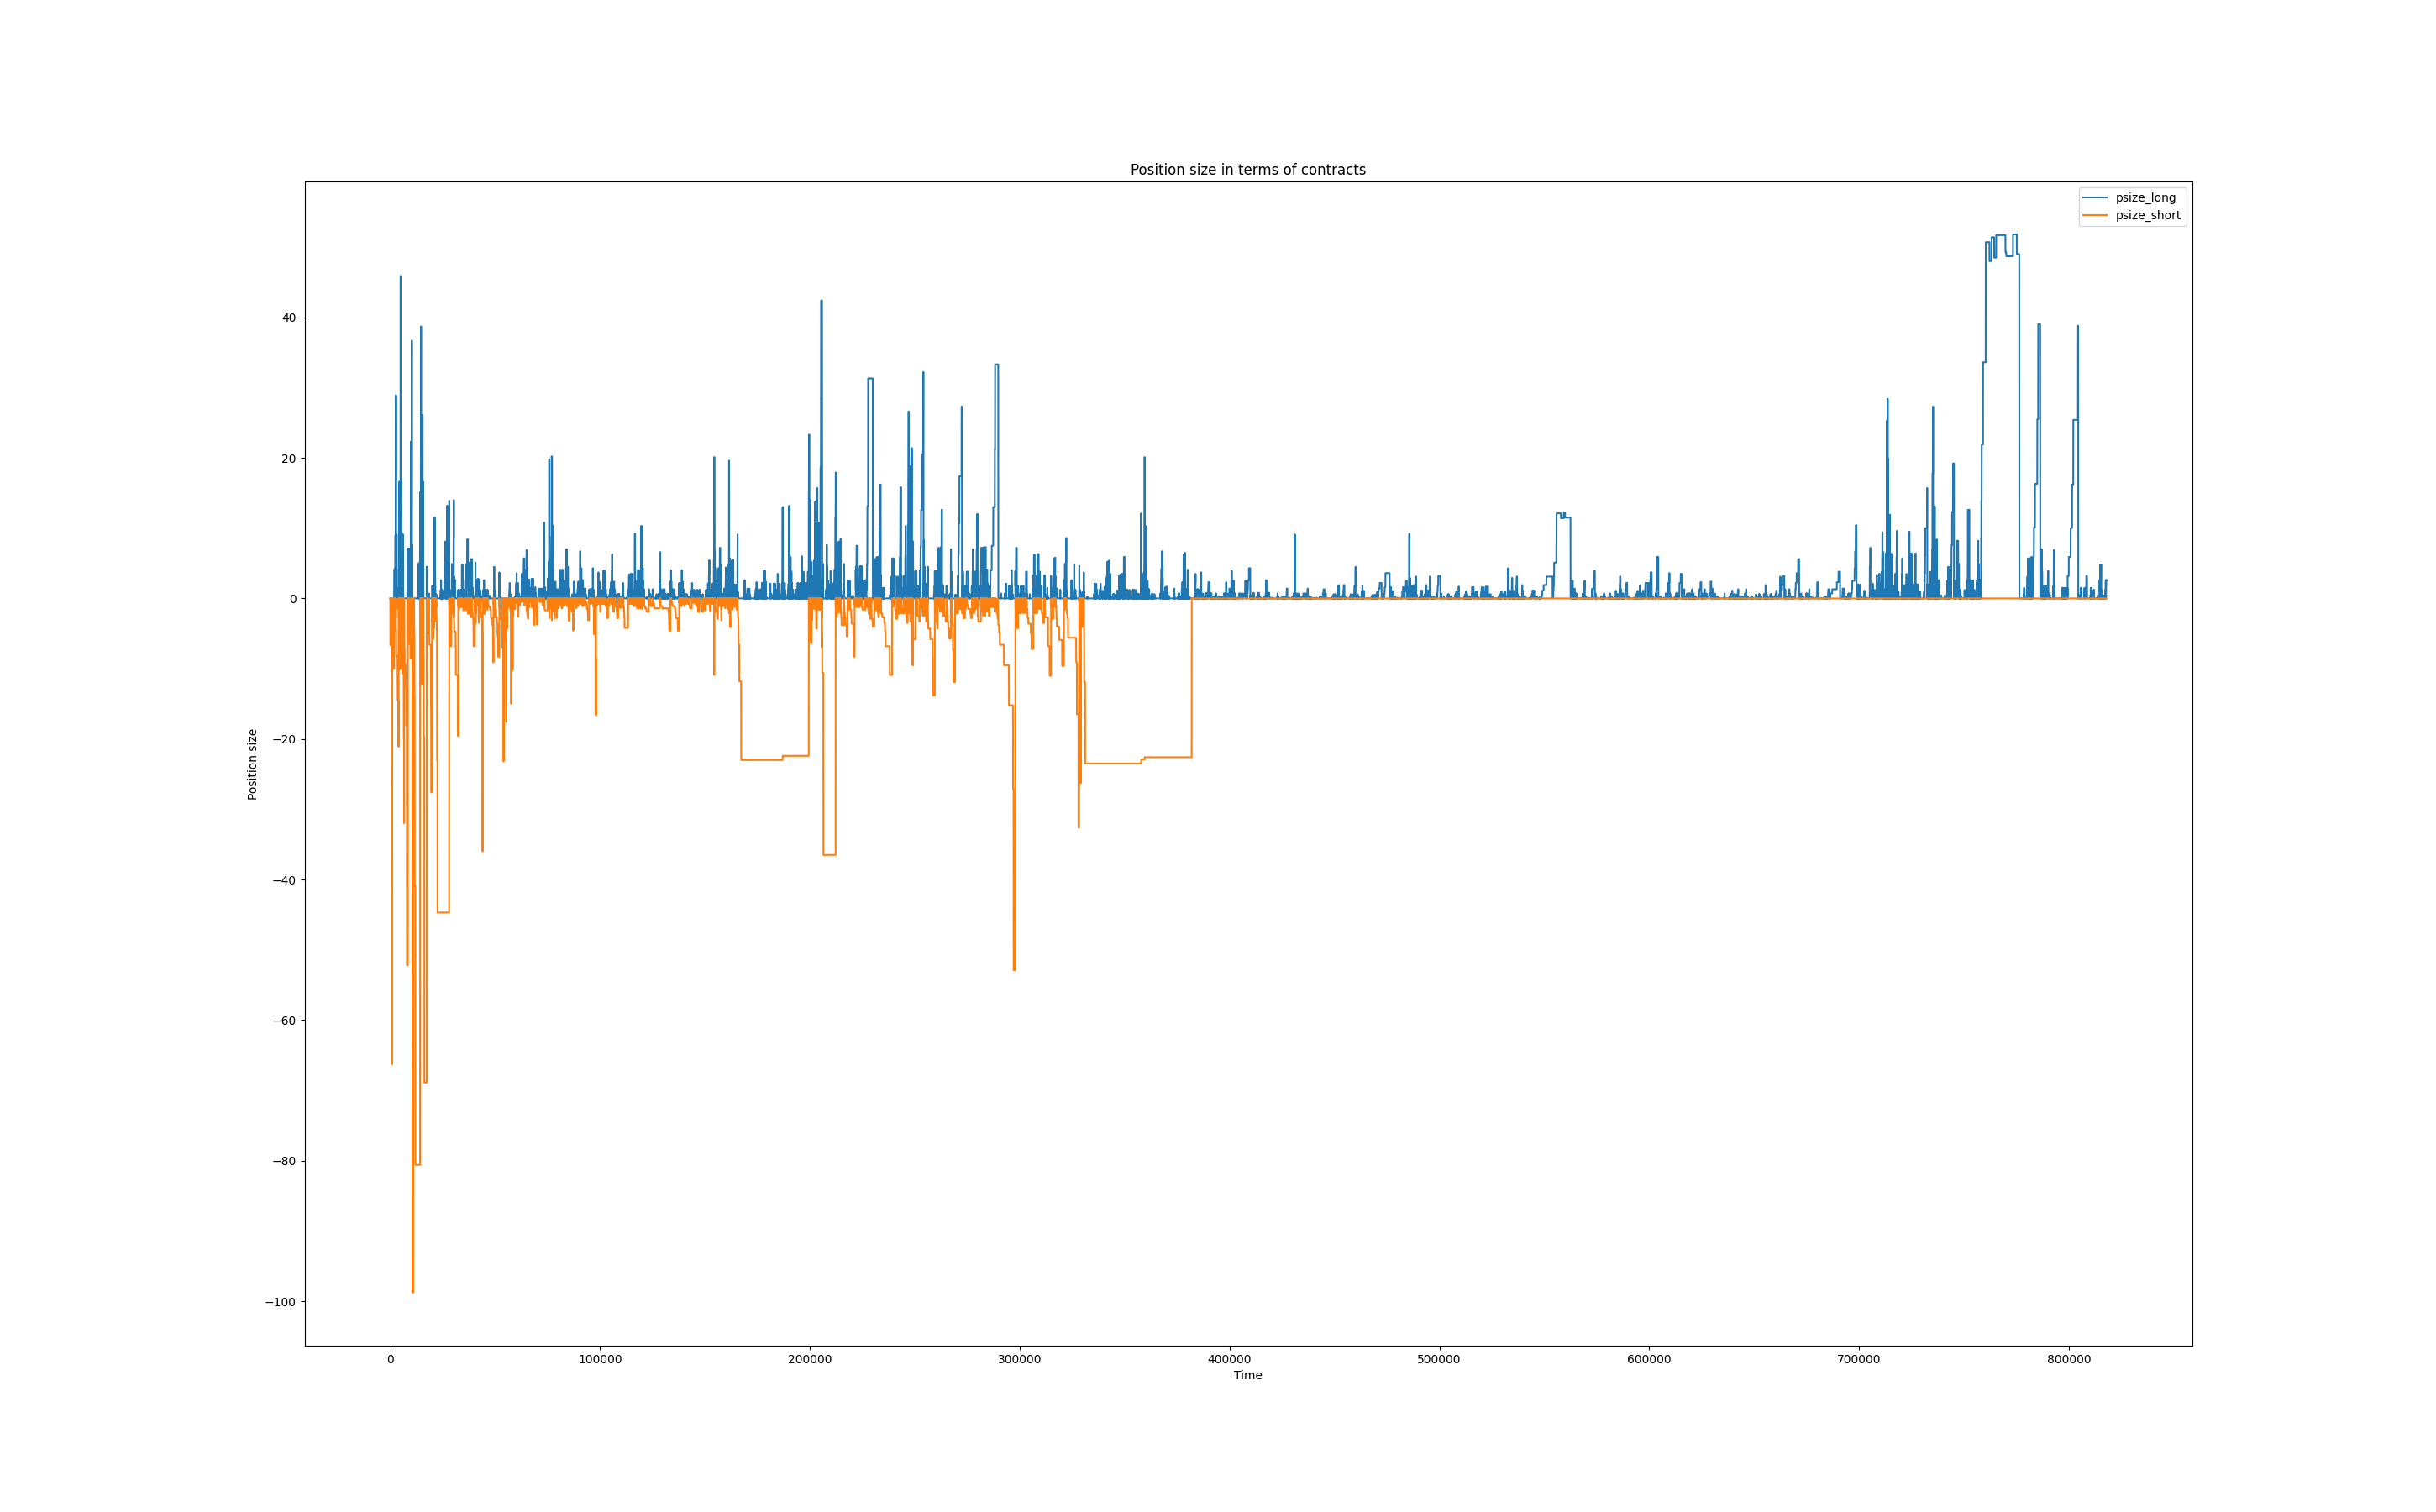 Position size in terms of contracts
psize_long
psize_short
40
20
0
−20
−40
−60
−80
−100
Position size
0 100000 200000 300000 400000 500000 600000 700000 800000
Time